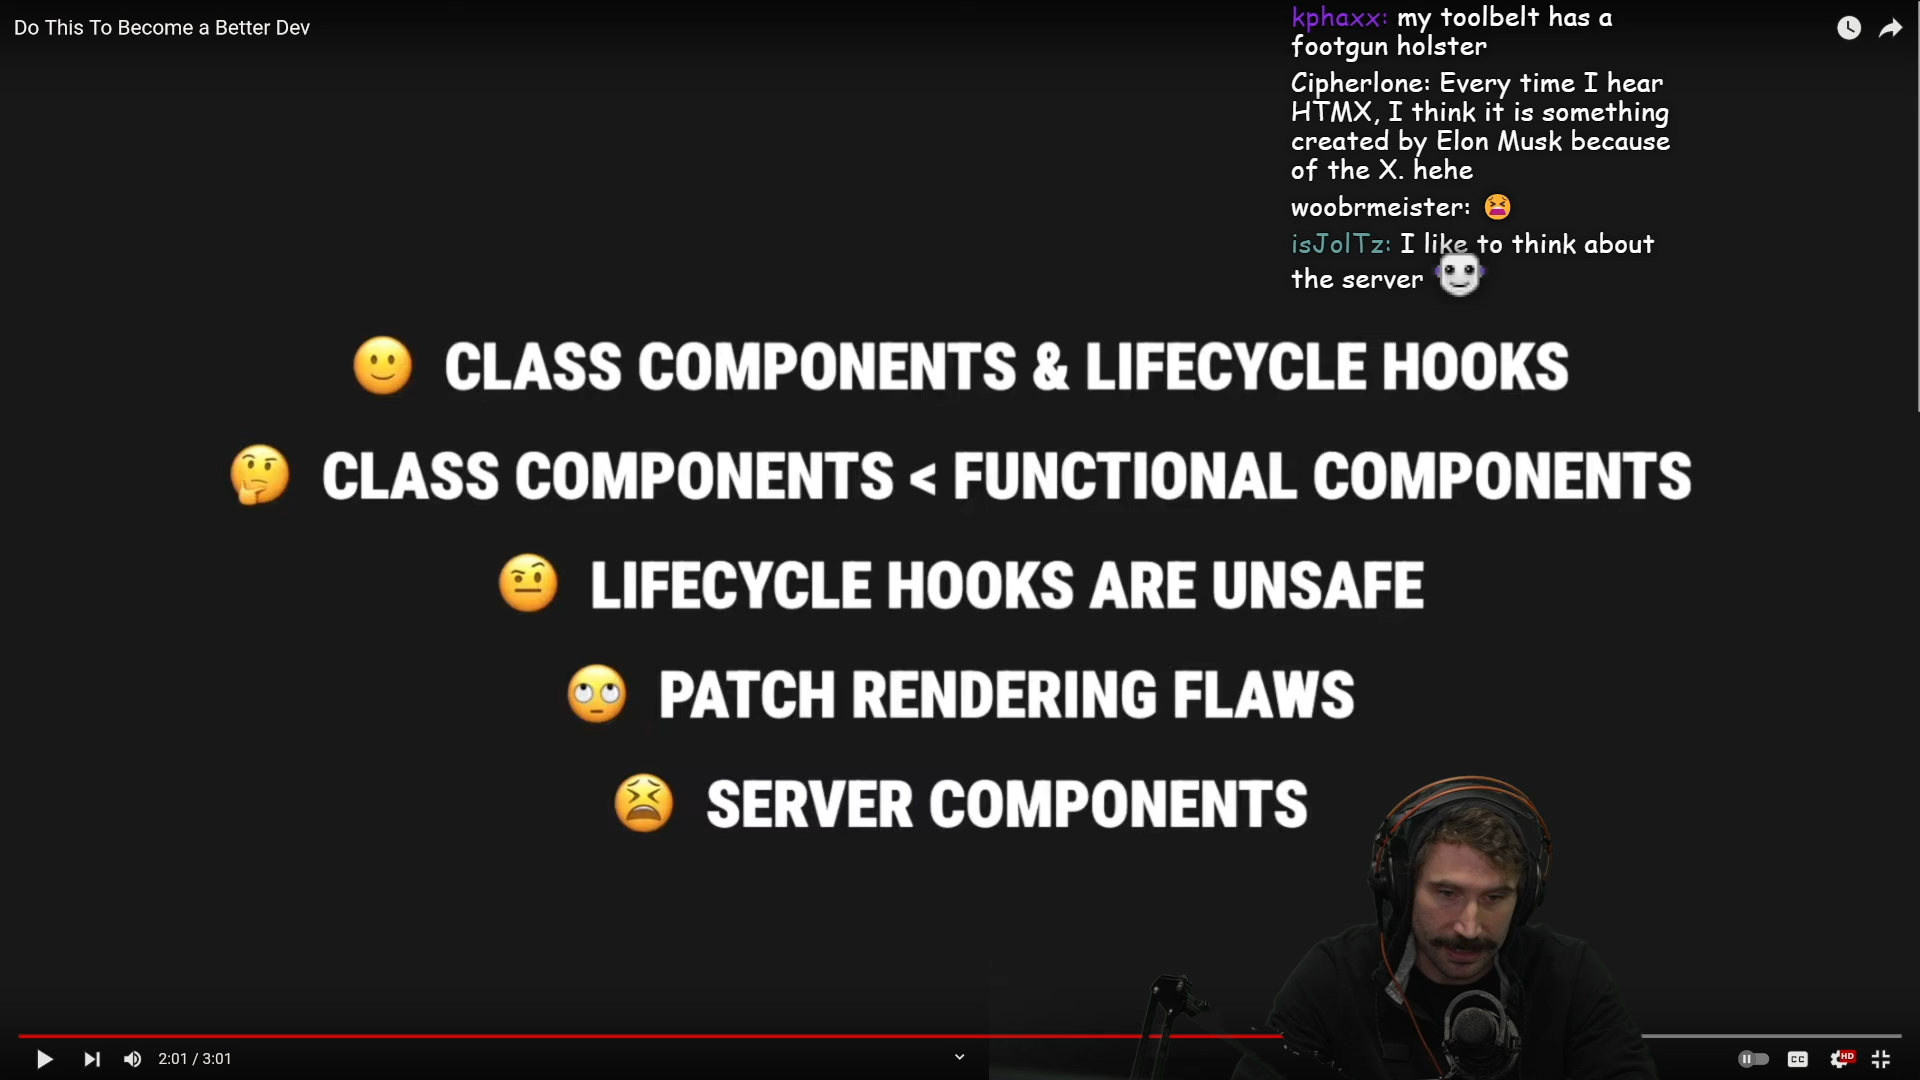 Do This To Become a Better Dev
kphaxx: my toolbelt has a
footgun holster
Cipherlone: Every time I hear
HTMX, I think it is something
created by Elon Musk because
of the X. hehe
woobrmeister:
isJolTz: I like to think about
the server
CLASS COMPONENTS & LIFECYCLE HOOKS
CLASS COMPONENTS < FUNCTIONAL COMPONENTS
LIFECYCLE HOOKS ARE UNSAFE
PATCH RENDERING FLAWS
SERVER COMPONENTS
2:01 / 3:01
CC
HD